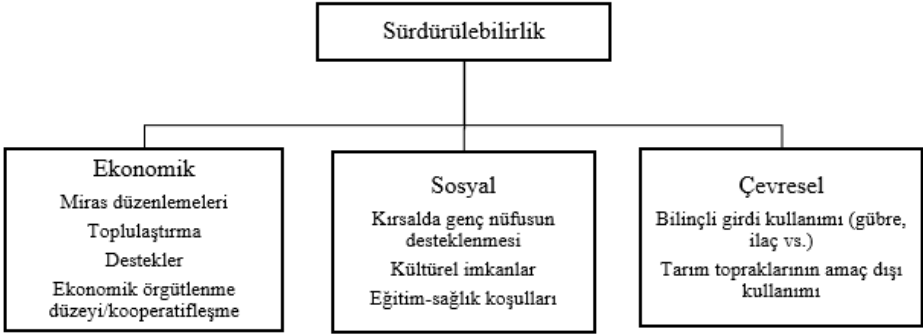 Sürdürülebilirlik
Ekonomik
Miras düzenlemeleri
Toplulaştırma
Destekler
Ekonomik örgütlenme
düzeyi/kooperatifleşme
Sosyal
Kırsalda genç nüfusun
desteklenmesi
Kültürel imkanlar
Eğitim-sağlık koşulları
Çevresel
Bilinçli girdi kullanımı (gübre,
ilaç vs.)
Tarım topraklarının amaç dışı
kullanımı